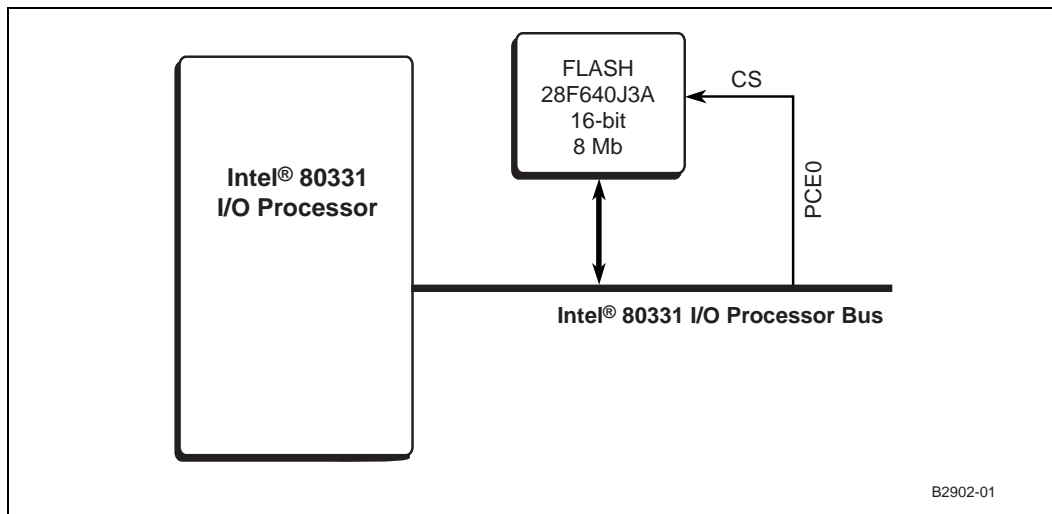 Intel® 80331
I/O Processor
FLASH
28F640J3A
16-bit
8 Mb
CS
PCE0
Intel® 80331 I/O Processor Bus
B2902-01